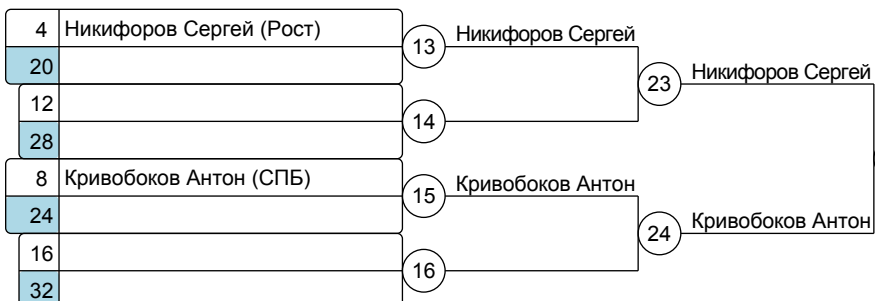 4 Никифоров Сергей (Рост)
20
12
28
8 Кривобоков Антон (СПБ)
24
16
32
13 Никифоров Сергей
14
15 Кривобоков Антон
16
23 Никифоров Сергей
24 Кривобоков Антон